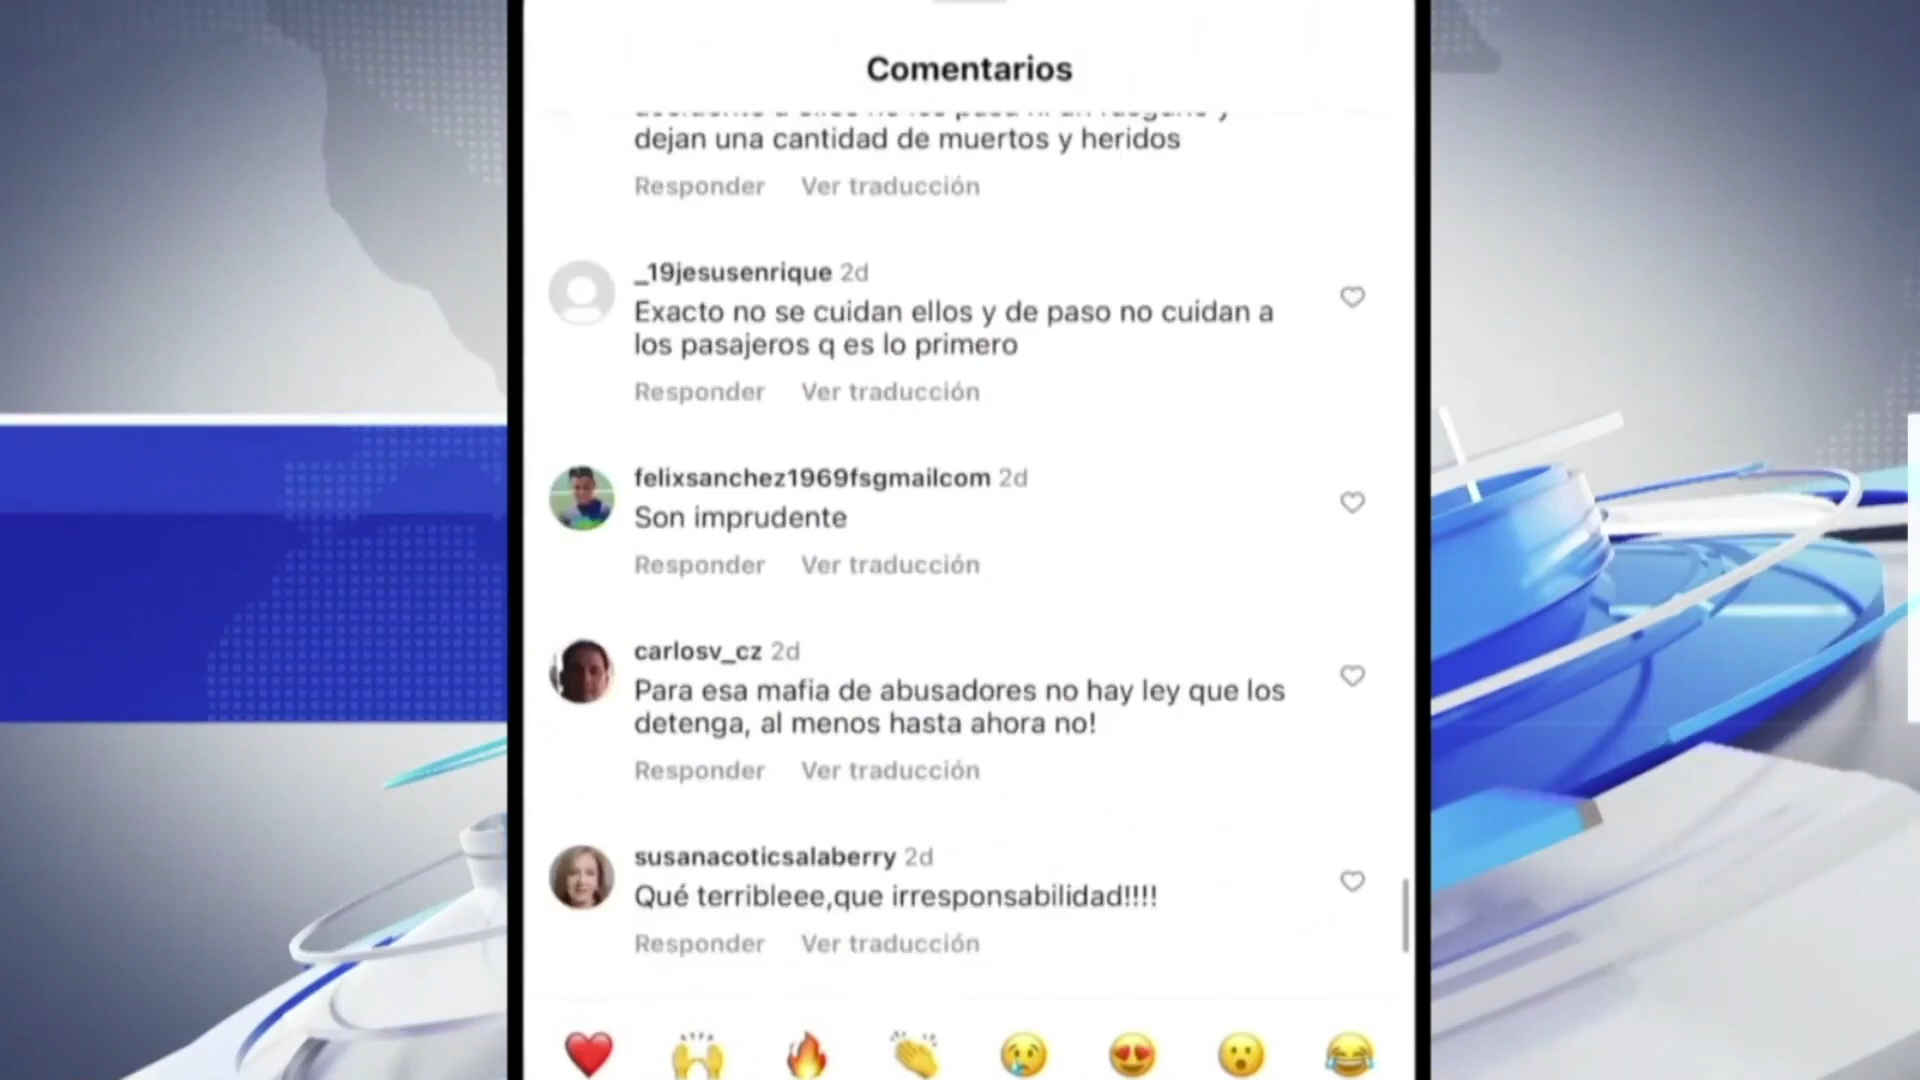 Comentarios
dejan una cantidad de muertos y heridos
Responder Ver traducción
_19jesusenrique 2d
Exacto no se cuidan ellos y de paso no cuidan a
los pasajeros q es lo primero
Responder Ver traducción
felixsanchez1969fsgmailcom 2d
Son imprudente
Responder Ver traducción
carlosv_cz 2d
Para esa mafia de abusadores no hay ley que los
detenga, al menos hasta ahora no!
Responder Ver traducción
susanacoticsalaberry 2d
Qué terribleee,que irresponsabilidad!!!!
Responder Ver traducción